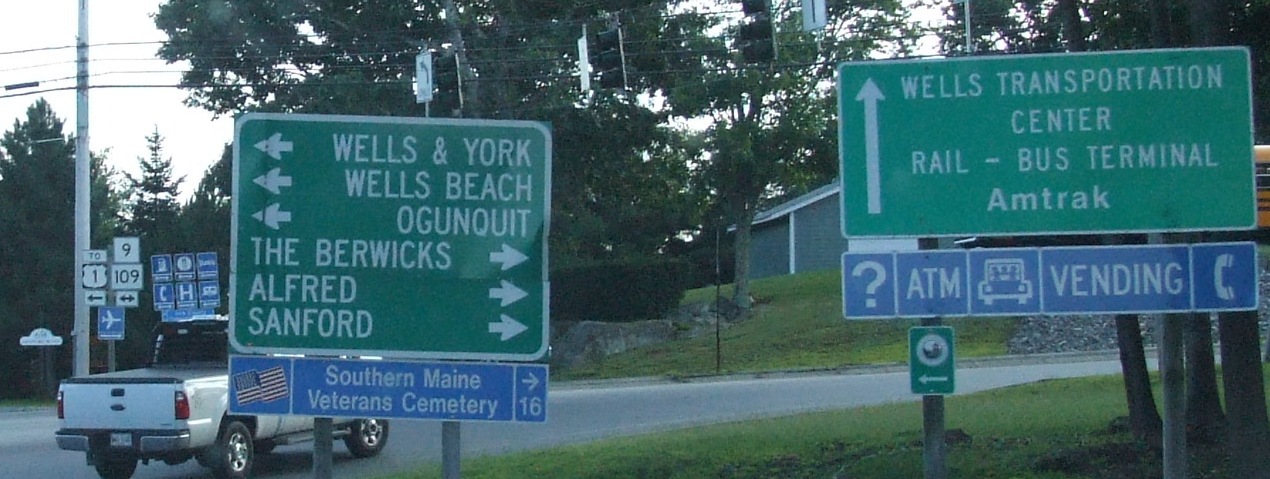 WELLS & YORK
WELLS BEACH
OGUNQUIT
THE BERWICKS
ALFRED
SANFORD
Southern Maine
Veterans Cemetery
16
WELLS TRANSPORTATION
CENTER
RAIL - BUS TERMINAL
Amtrak
? ATM VENDING
TO
1
9
109
H